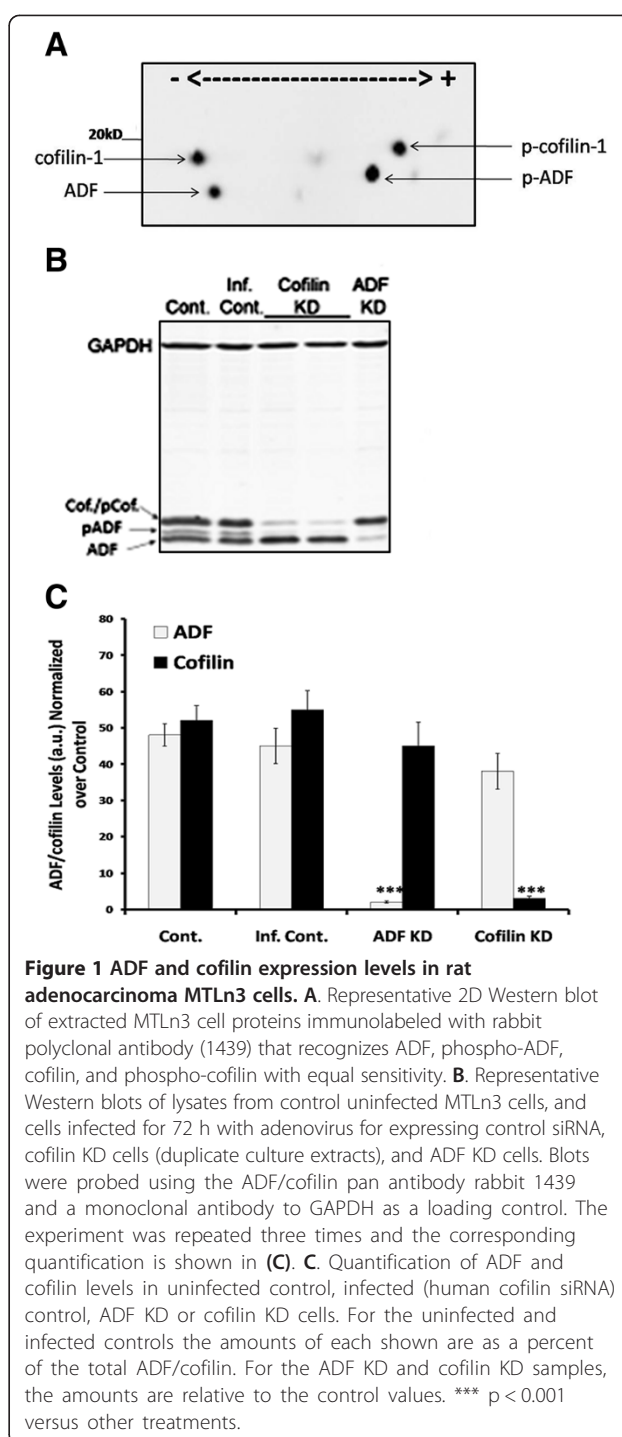 A
- <----------------------> +
20kD
cofilin-1
ADF
p-cofilin-1
p-ADF
B
Cont.
Inf. Cont.
Cofilin KD
ADF KD
GAPDH
Cof./pCof.
pADF
ADF
C
ADF/cofilin Levels (a.u.) Normalized
over Control
80
70
60
50
40
30
20
10
0
ADF
Cofilin
***
***
Cont.
Inf. Cont.
ADF KD
Cofilin KD
Figure 1 ADF and cofilin expression levels in rat
adenocarcinoma MTLn3 cells. A. Representative 2D Western blot
of extracted MTLn3 cell proteins immunolabeled with rabbit
polyclonal antibody (1439) that recognizes ADF, phospho-ADF,
cofilin, and phospho-cofilin with equal sensitivity. B. Representative
Western blots of lysates from control uninfected MTLn3 cells, and
cells infected for 72 h with adenovirus for expressing control siRNA,
cofilin KD cells (duplicate culture extracts), and ADF KD cells. Blots
were probed using the ADF/cofilin pan antibody rabbit 1439
and a monoclonal antibody to GAPDH as a loading control. The
experiment was repeated three times and the corresponding
quantification is shown in (C). C. Quantification of ADF and
cofilin levels in uninfected control, infected (human cofilin siRNA)
control, ADF KD or cofilin KD cells. For the uninfected and
infected controls the amounts of each shown are as a percent
of the total ADF/cofilin. For the ADF KD and cofilin KD samples,
the amounts are relative to the control values. *** p < 0.001
versus other treatments.